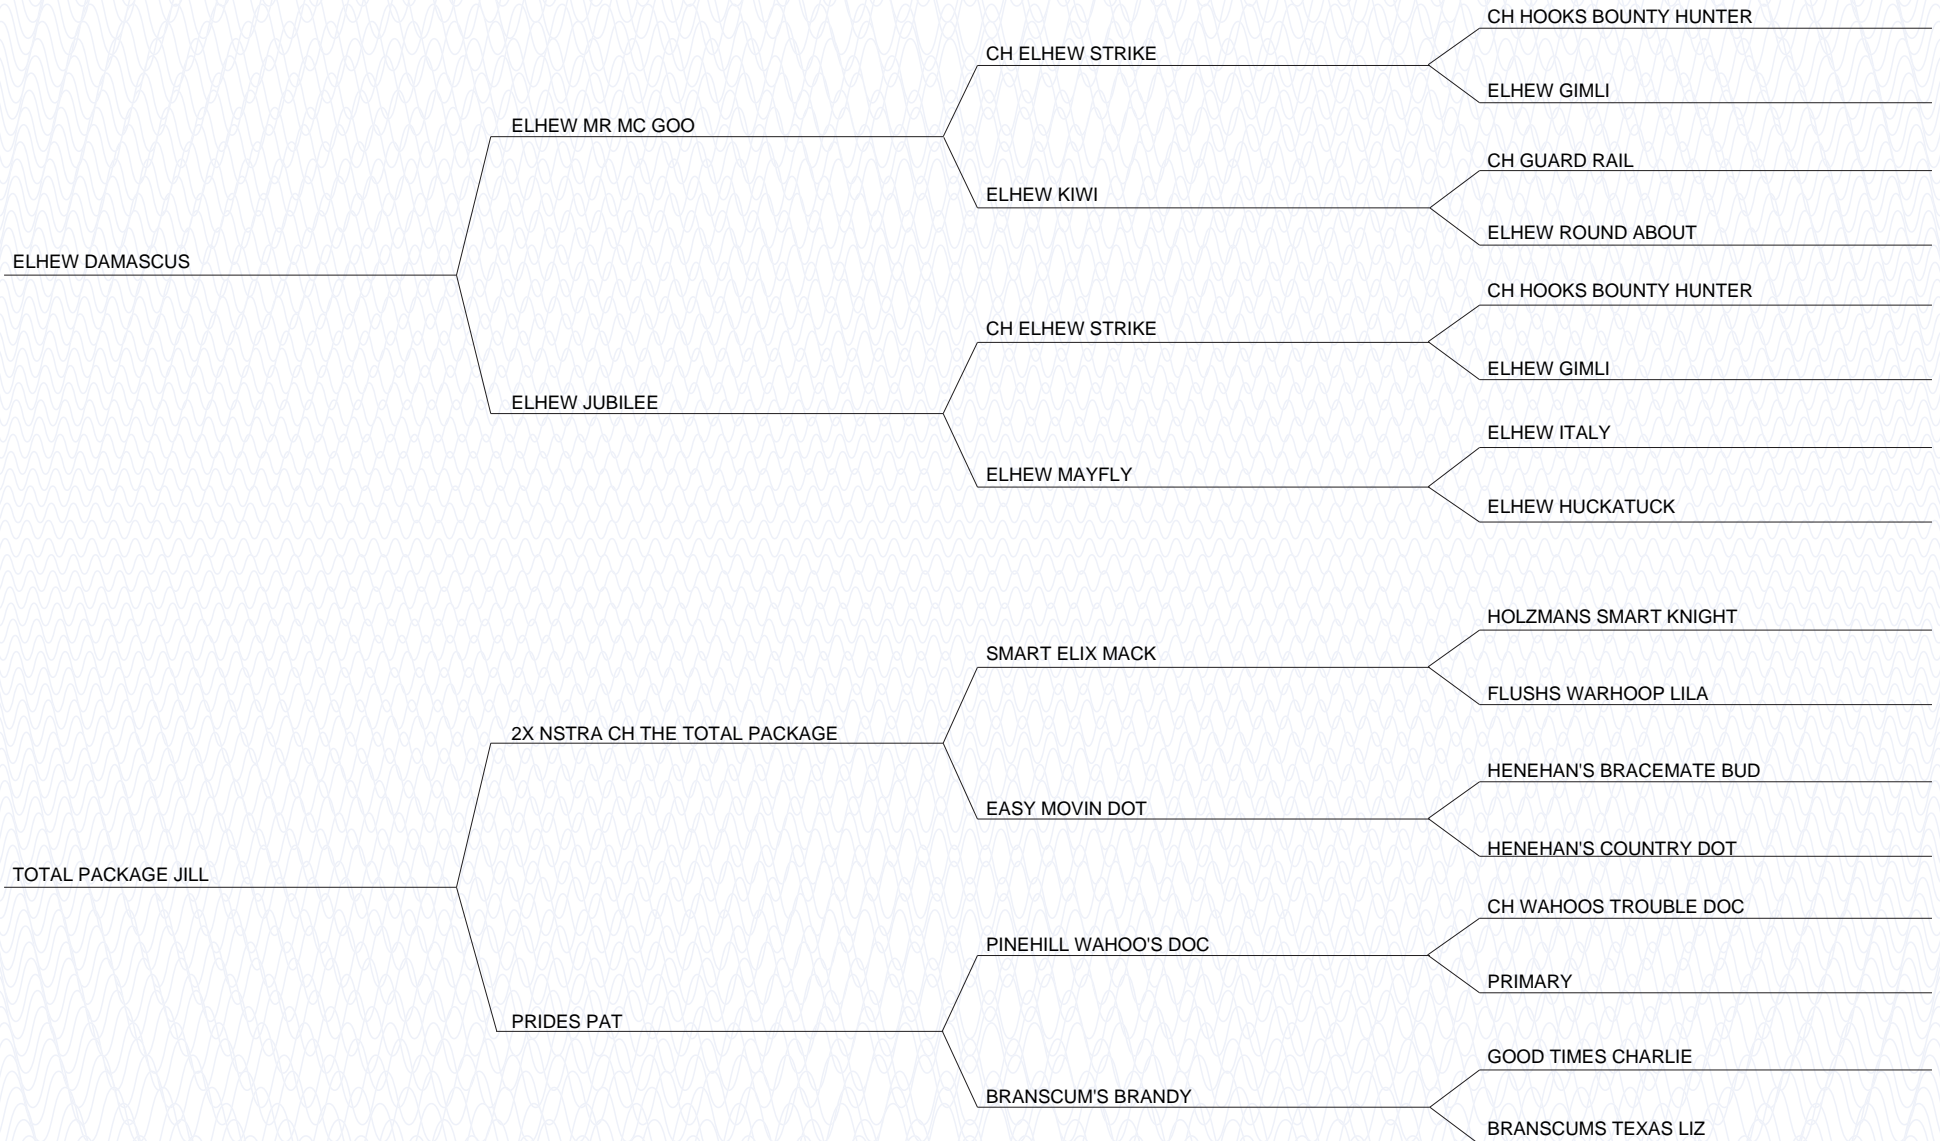 CH HOOKS BOUNTY HUNTER
CH ELHEW STRIKE
ELHEW GIMLI
ELHEW MR MC GOO
CH GUARD RAIL
ELHEW KIWI
ELHEW ROUND ABOUT
ELHEW DAMASCUS
CH HOOKS BOUNTY HUNTER
CH ELHEW STRIKE
ELHEW GIMLI
ELHEW JUBILEE
ELHEW ITALY
ELHEW MAYFLY
ELHEW HUCKATUCK
HOLZMANS SMART KNIGHT
SMART ELIX MACK
FLUSHS WARHOOP LILA
2X NSTRA CH THE TOTAL PACKAGE
HENEHAN'S BRACEMATE BUD
EASY MOVIN DOT
HENEHAN'S COUNTRY DOT
TOTAL PACKAGE JILL
CH WAHOOS TROUBLE DOC
PINEHILL WAHOO'S DOC
PRIMARY
PRIDES PAT
GOOD TIMES CHARLIE
BRANSCUM'S BRANDY
BRANSCUMS TEXAS LIZ